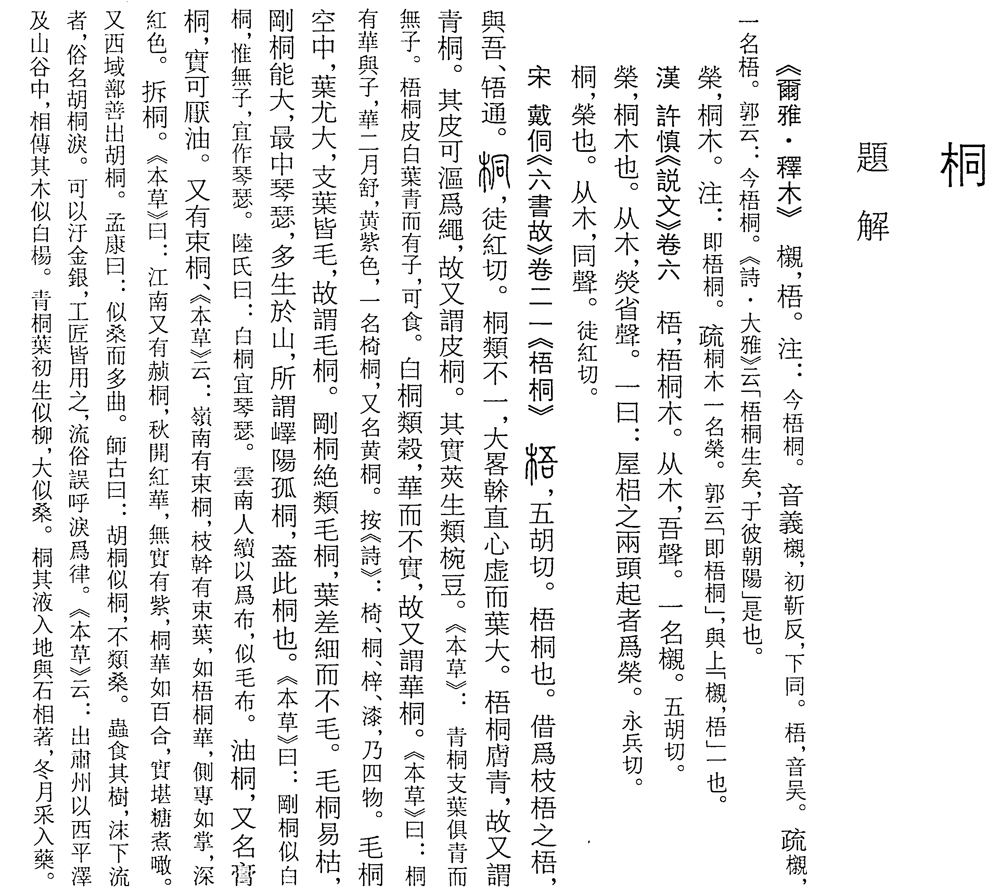 桐
題解
《爾雅·釋木》　櫬，梧。注：今梧桐。音義櫬，初靳反，下同。梧，音吴。疏櫬，
一名梧。郭云：今梧桐。《詩·大雅》云「梧桐生矣，于彼朝陽」是也。
榮，桐木。注：即梧桐。疏桐木一名榮。郭云「即梧桐」，與上「櫬，梧」一也。
漢　許慎《説文》卷六　梧，梧桐木。从木，吾聲。一名櫬。五胡切。
榮，桐木也。从木，熒省聲。一曰：屋梠之兩頭起者爲榮。永兵切。
桐，榮也。从木，同聲。徒紅切。
宋　戴侗《六書故》卷二一《梧桐》　梧，五胡切。梧桐也。借爲枝梧之梧，
與吾、牾通。桐，徒紅切。桐類不一，大畧榦直心虚而葉大。梧桐膚青，故又謂
青桐。其皮可漚爲繩，故又謂皮桐。其實莢生類椀豆。《本草》：青桐支葉俱青而
無子。梧桐皮白葉青而有子，可食。白桐類榖，華而不實，故又謂華桐。《本草》曰：桐
有華與子，華二月舒，黄紫色，一名椅桐，又名黄桐。按《詩》：椅、桐、梓、漆，乃四物。毛桐
空中，葉尤大，支葉皆毛，故謂毛桐。剛桐絶類毛桐，葉差細而不毛。毛桐易枯，
剛桐能大，最中琴瑟，多生於山，所謂嶧陽孤桐，葢此桐也。《本草》曰：剛桐似白
桐，惟無子，宜作琴瑟。陸氏曰：白桐宜琴瑟。雲南人續以爲布，似毛布。油桐，又名膏
桐，實可厭油。又有朿桐、《本草》云：嶺南有朿桐，枝幹有朿葉，如梧桐華，側專如掌，深
紅色。拆桐。《本草》曰：江南又有赬桐，秋開紅華，無實有紫，桐華如百合，實堪糖煮噉。
又西域鄯善出胡桐。孟康曰：似桑而多曲。師古曰：胡桐似桐，不類桑。蟲食其樹，沬下流
者，俗名胡桐淚。可以汙金銀，工匠皆用之，流俗誤呼淚爲律。《本草》云：出肅州以西平澤
及山谷中，相傳其木似白楊。青桐葉初生似柳，大似桑。桐其液入地與石相著，冬月采入藥。